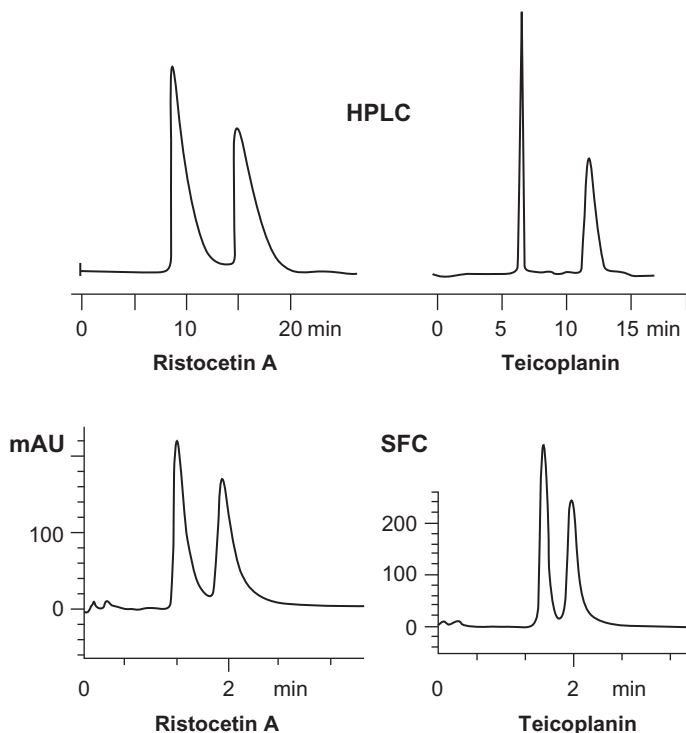 HPLC
0 10 20 min 0 5 10 15 min
Ristocetin A Teicoplanin
mAU SFC
100
0
200
100
0
0 2 min 0 2 min
Ristocetin A Teicoplanin